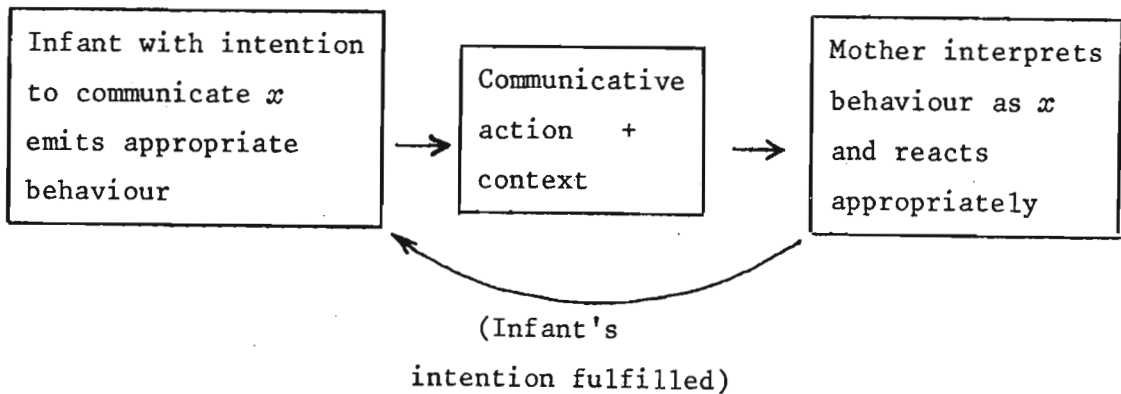 Infant with intention
to communicate x
emits appropriate
behaviour
Communicative
action +
context
Mother interprets
behaviour as x
and reacts
appropriately
(Infant's
intention fulfilled)